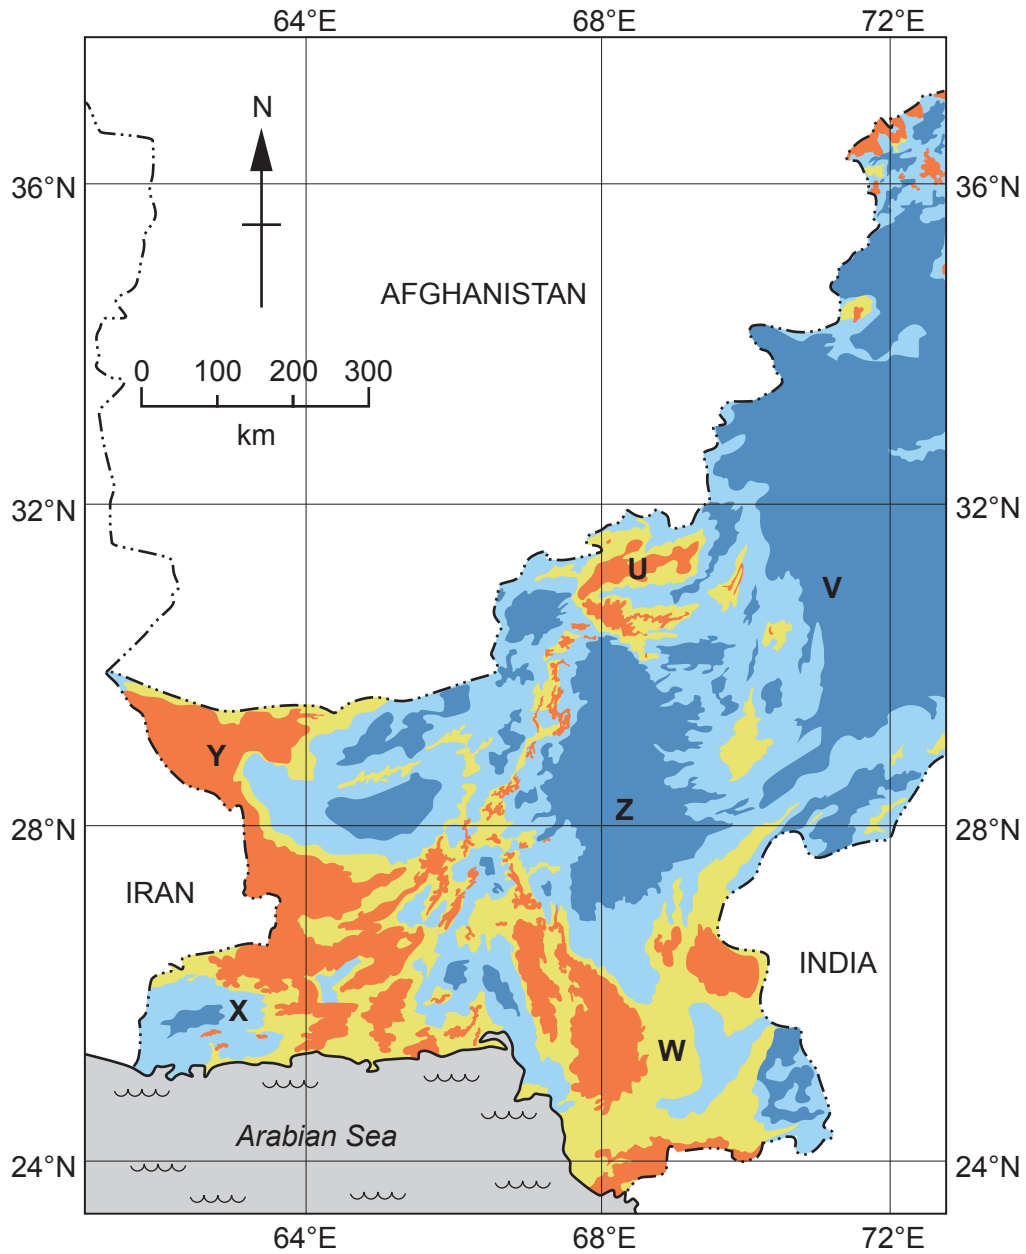 64°E 68°E 72°E
N
36°N 36°N
AFGHANISTAN
0 100 200 300
km
32°N 32°N
U
V
Y
Z
28°N 28°N
IRAN
INDIA
X
W
Arabian Sea
24°N 24°N
64°E 68°E 72°E